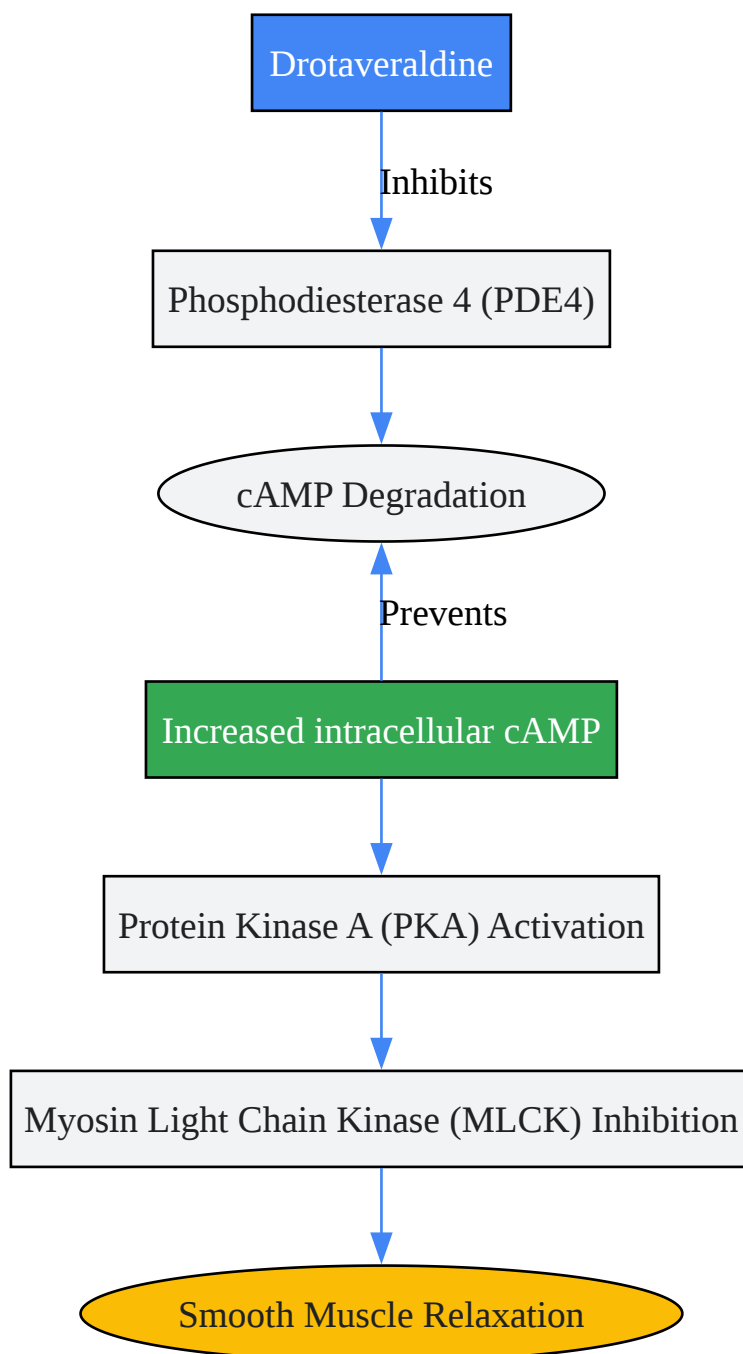 Drotaveraldine
Inhibits
Phosphodiesterase 4 (PDE4)
cAMP Degradation
Prevents
Increased intracellular cAMP
Protein Kinase A (PKA) Activation
Myosin Light Chain Kinase (MLCK) Inhibition
Smooth Muscle Relaxation